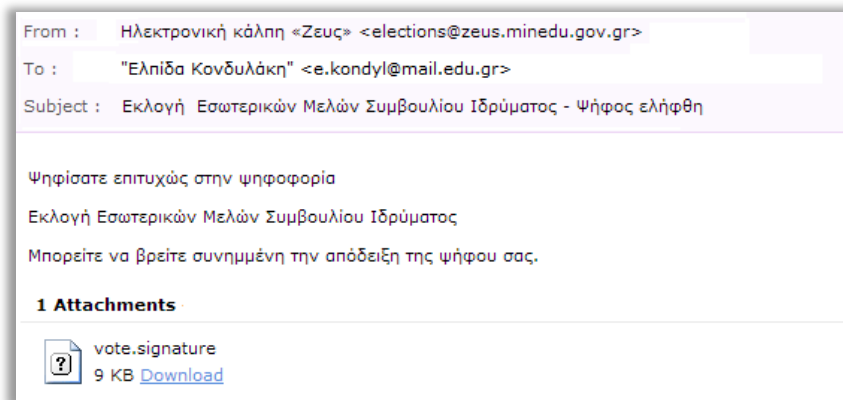 From : Ηλεκτρονική κάλπη «Ζευς» <elections@zeus.minedu.gov.gr>
To : "Ελπίδα Κονδυλάκη" <e.kondyl@mail.edu.gr>
Subject : Εκλογή Εσωτερικών Μελών Συμβουλίου Ιδρύματος - Ψήφος ελήφθη
Ψηφίσατε επιτυχώς στην ψηφοφορία
Εκλογή Εσωτερικών Μελών Συμβουλίου Ιδρύματος
Μπορείτε να βρείτε συνημμένη την απόδειξη της ψήφου σας.
1 Attachments
vote.signature
9 KB Download